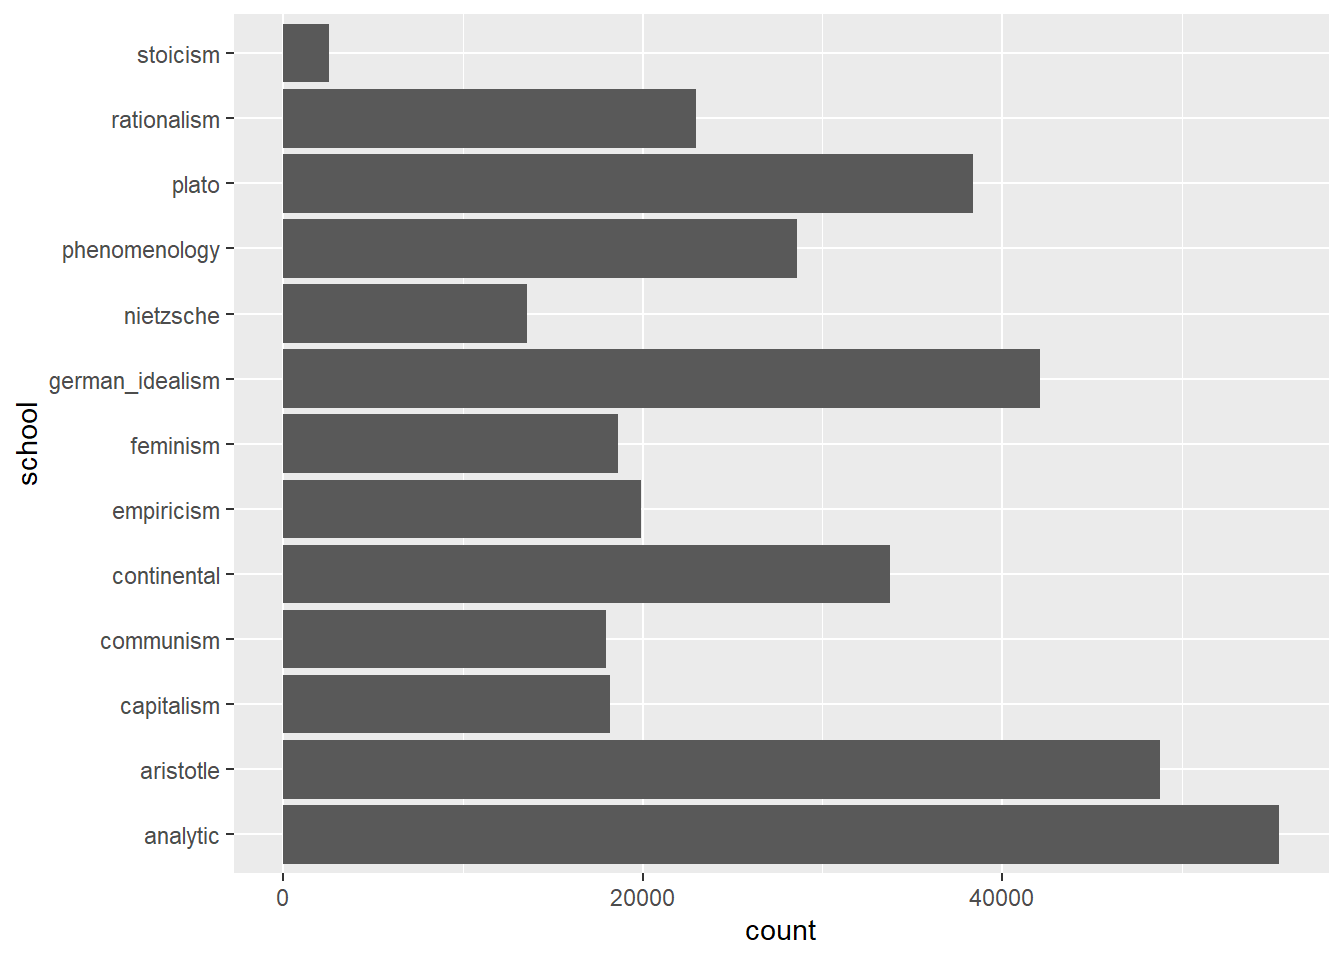 stoicism
rationalism
plato
phenomenology
nietzsche
german_idealism
feminism
empiricism
continental
communism
capitalism
aristotle
analytic
school
0 20000 40000
count